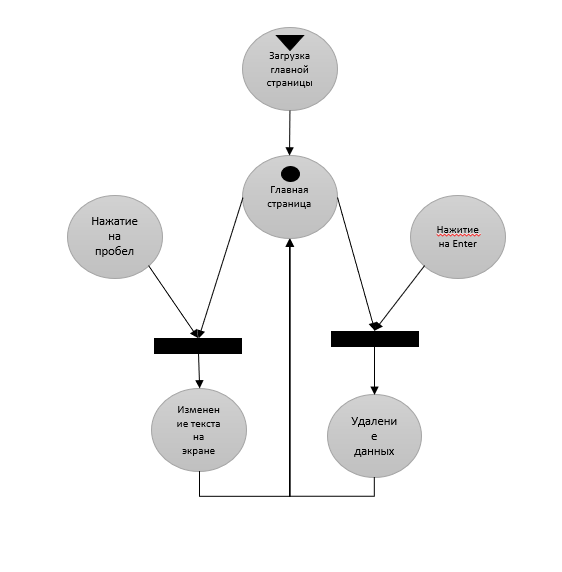 Загрузка
главной
страницы
Главная
страница
Нажатие
на
пробел
Нажитие
на Enter
Изменен
ие текста
на
экране
Удалени
е
данных